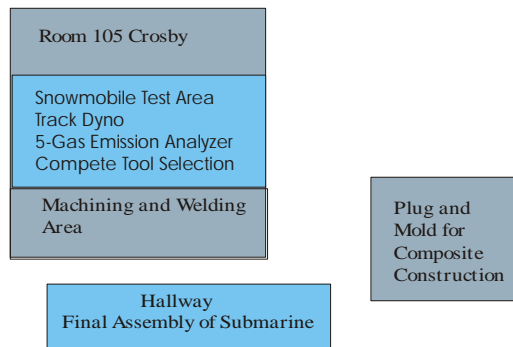 Room 105 Crosby
Snowmobile Test Area
Track Dyno
5-Gas Emission Analyzer
Compete Tool Selection
Machining and Welding
Area
Plug and
Mold for
Composite
Construction
Hallway
Final Assembly of Submarine